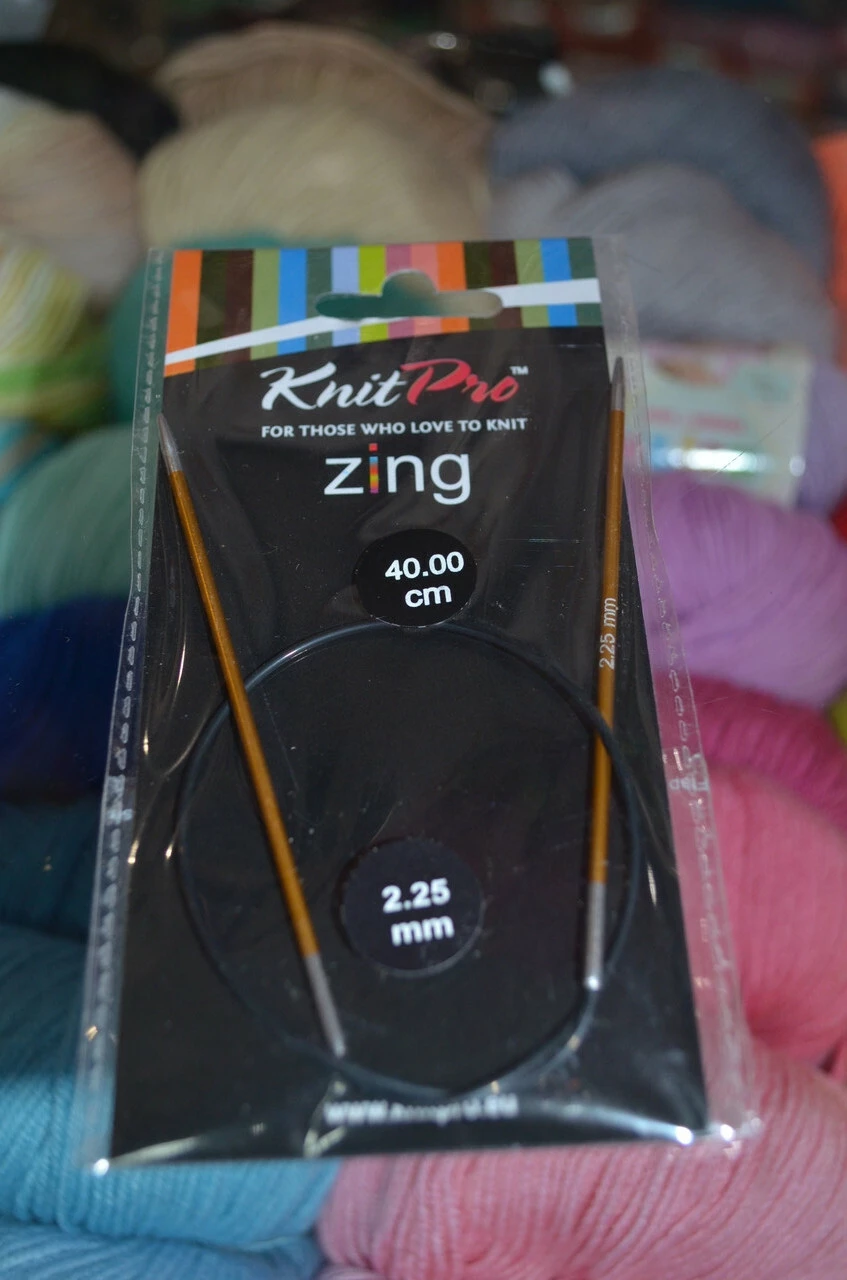 KnitPro™
FOR THOSE WHO LOVE TO KNIT
zing
40.00
cm
2.25 mm
2.25
mm